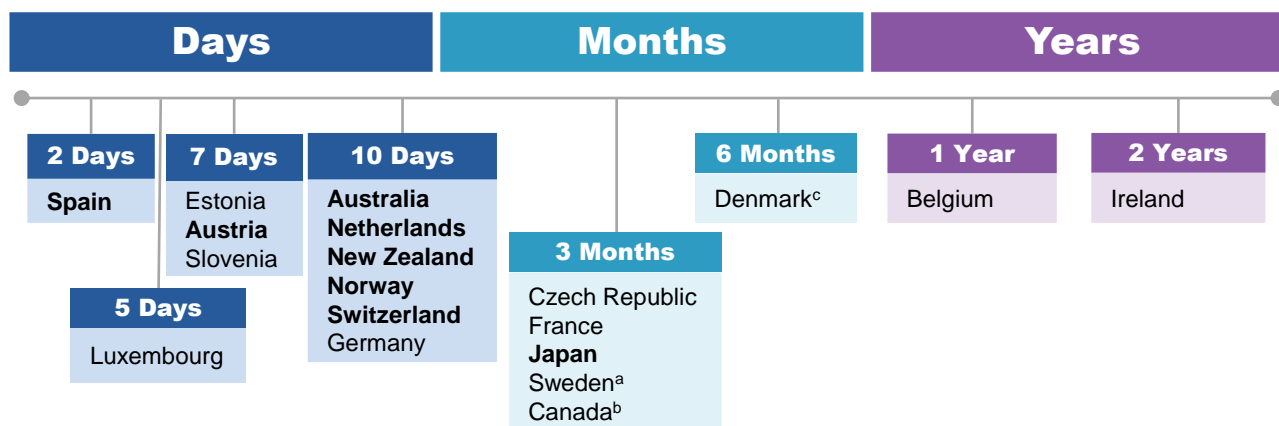 Days
Months
Years
2 Days
Spain
5 Days
Luxembourg
7 Days
Estonia
Austria
Slovenia
10 Days
Australia
Netherlands
New Zealand
Norway
Switzerland
Germany
3 Months
Czech Republic
France
Japan
Swedenᵃ
Canadaᵇ
6 Months
Denmarkᶜ
1 Year
Belgium
2 Years
Ireland